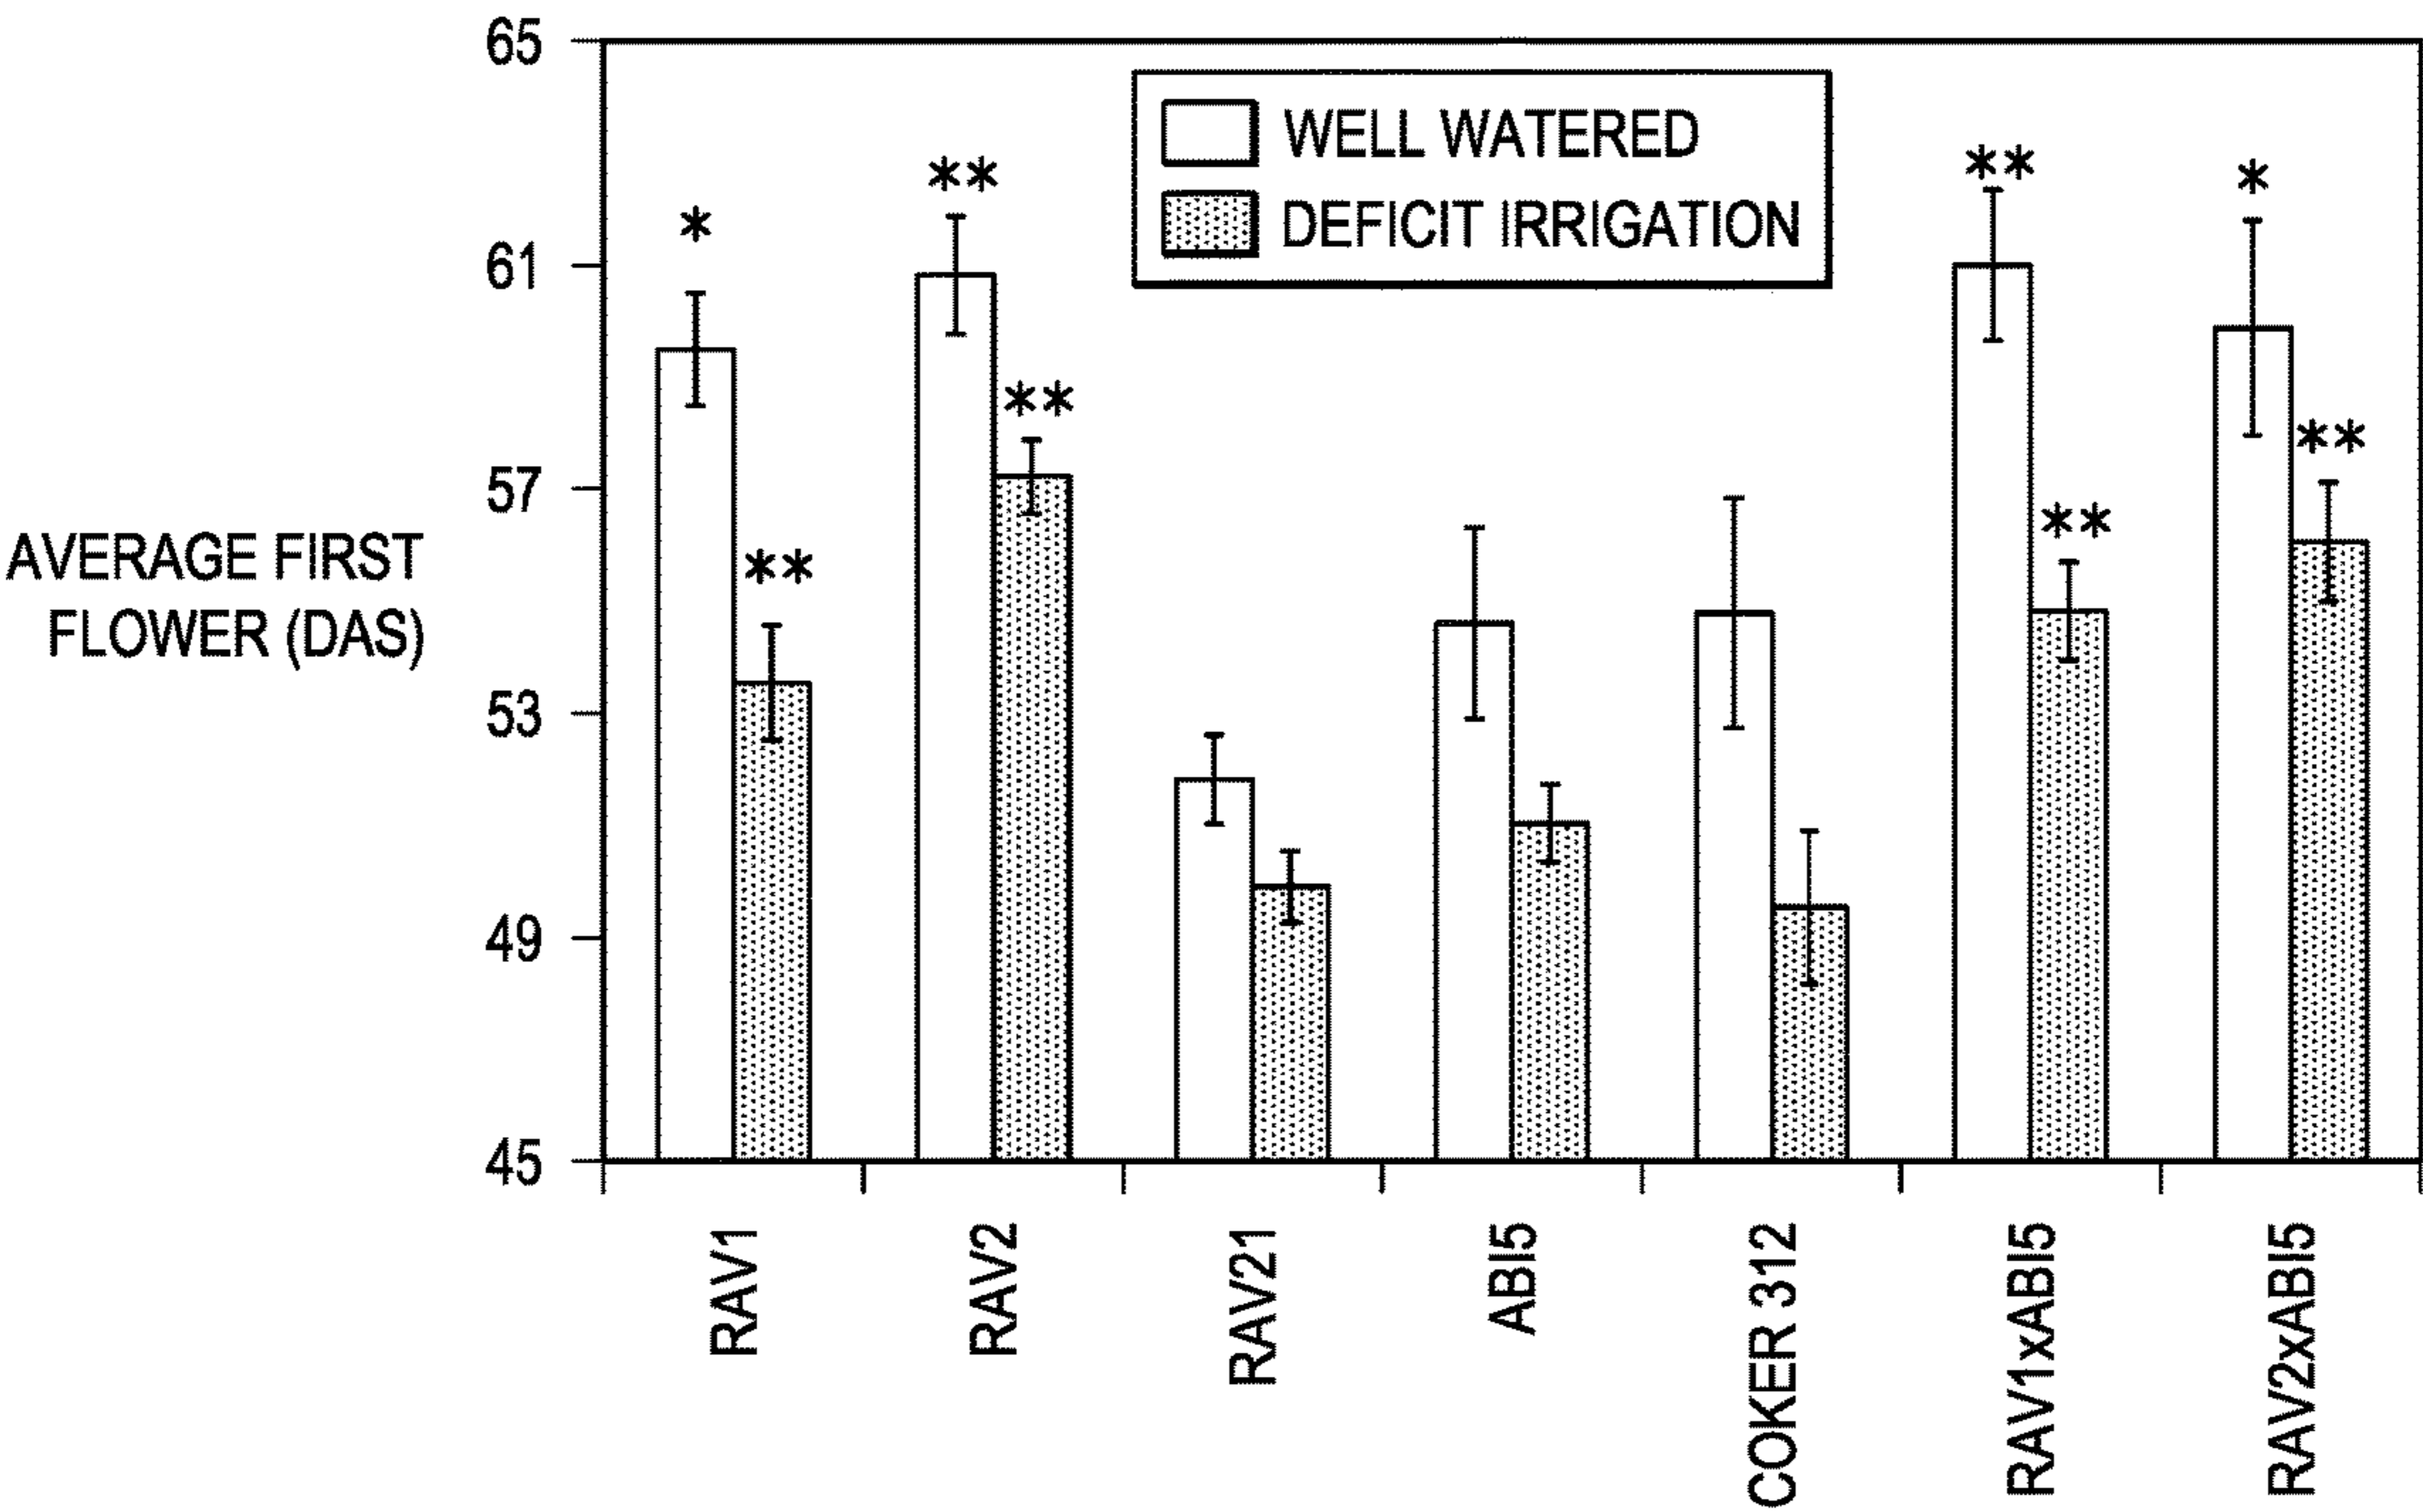 65
61
57
53
49
45
AVERAGE FIRST
FLOWER (DAS)
WELL WATERED
DEFICIT IRRIGATION
*
**
**
**
**
**
*
**
RAV1
RAV2
RAV21
ABI5
COKER 312
RAV1xABI5
RAV2xABI5